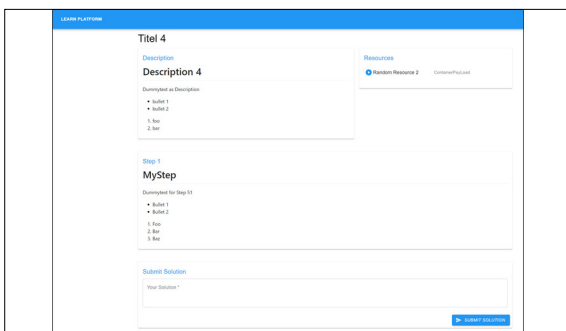 LEARN PLATFORM
Titel 4
Description
Description 4
Dummytext as Description
• bullet 1
• bullet 2
1. foo
2. bar
Resources
Random Resource 2 ContainerPayLoad
Step 1
MyStep
Dummytext for Step S1
• Bullet 1
• Bullet 2
1. Foo
2. Bar
3. Baz
Submit Solution
Your Solution *
SUBMIT SOLUTION